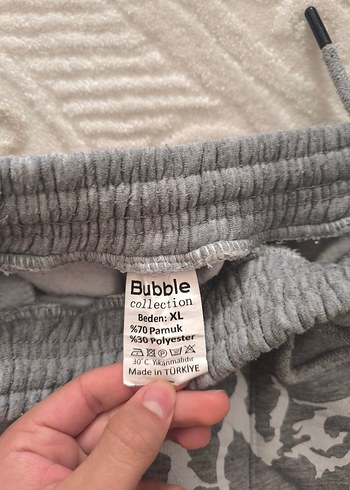 Bubble
collection
Beden: XL
%70 Pamuk
%30 Polyester
30°C. Yıkanmalıdır
Made in TÜRKİYE